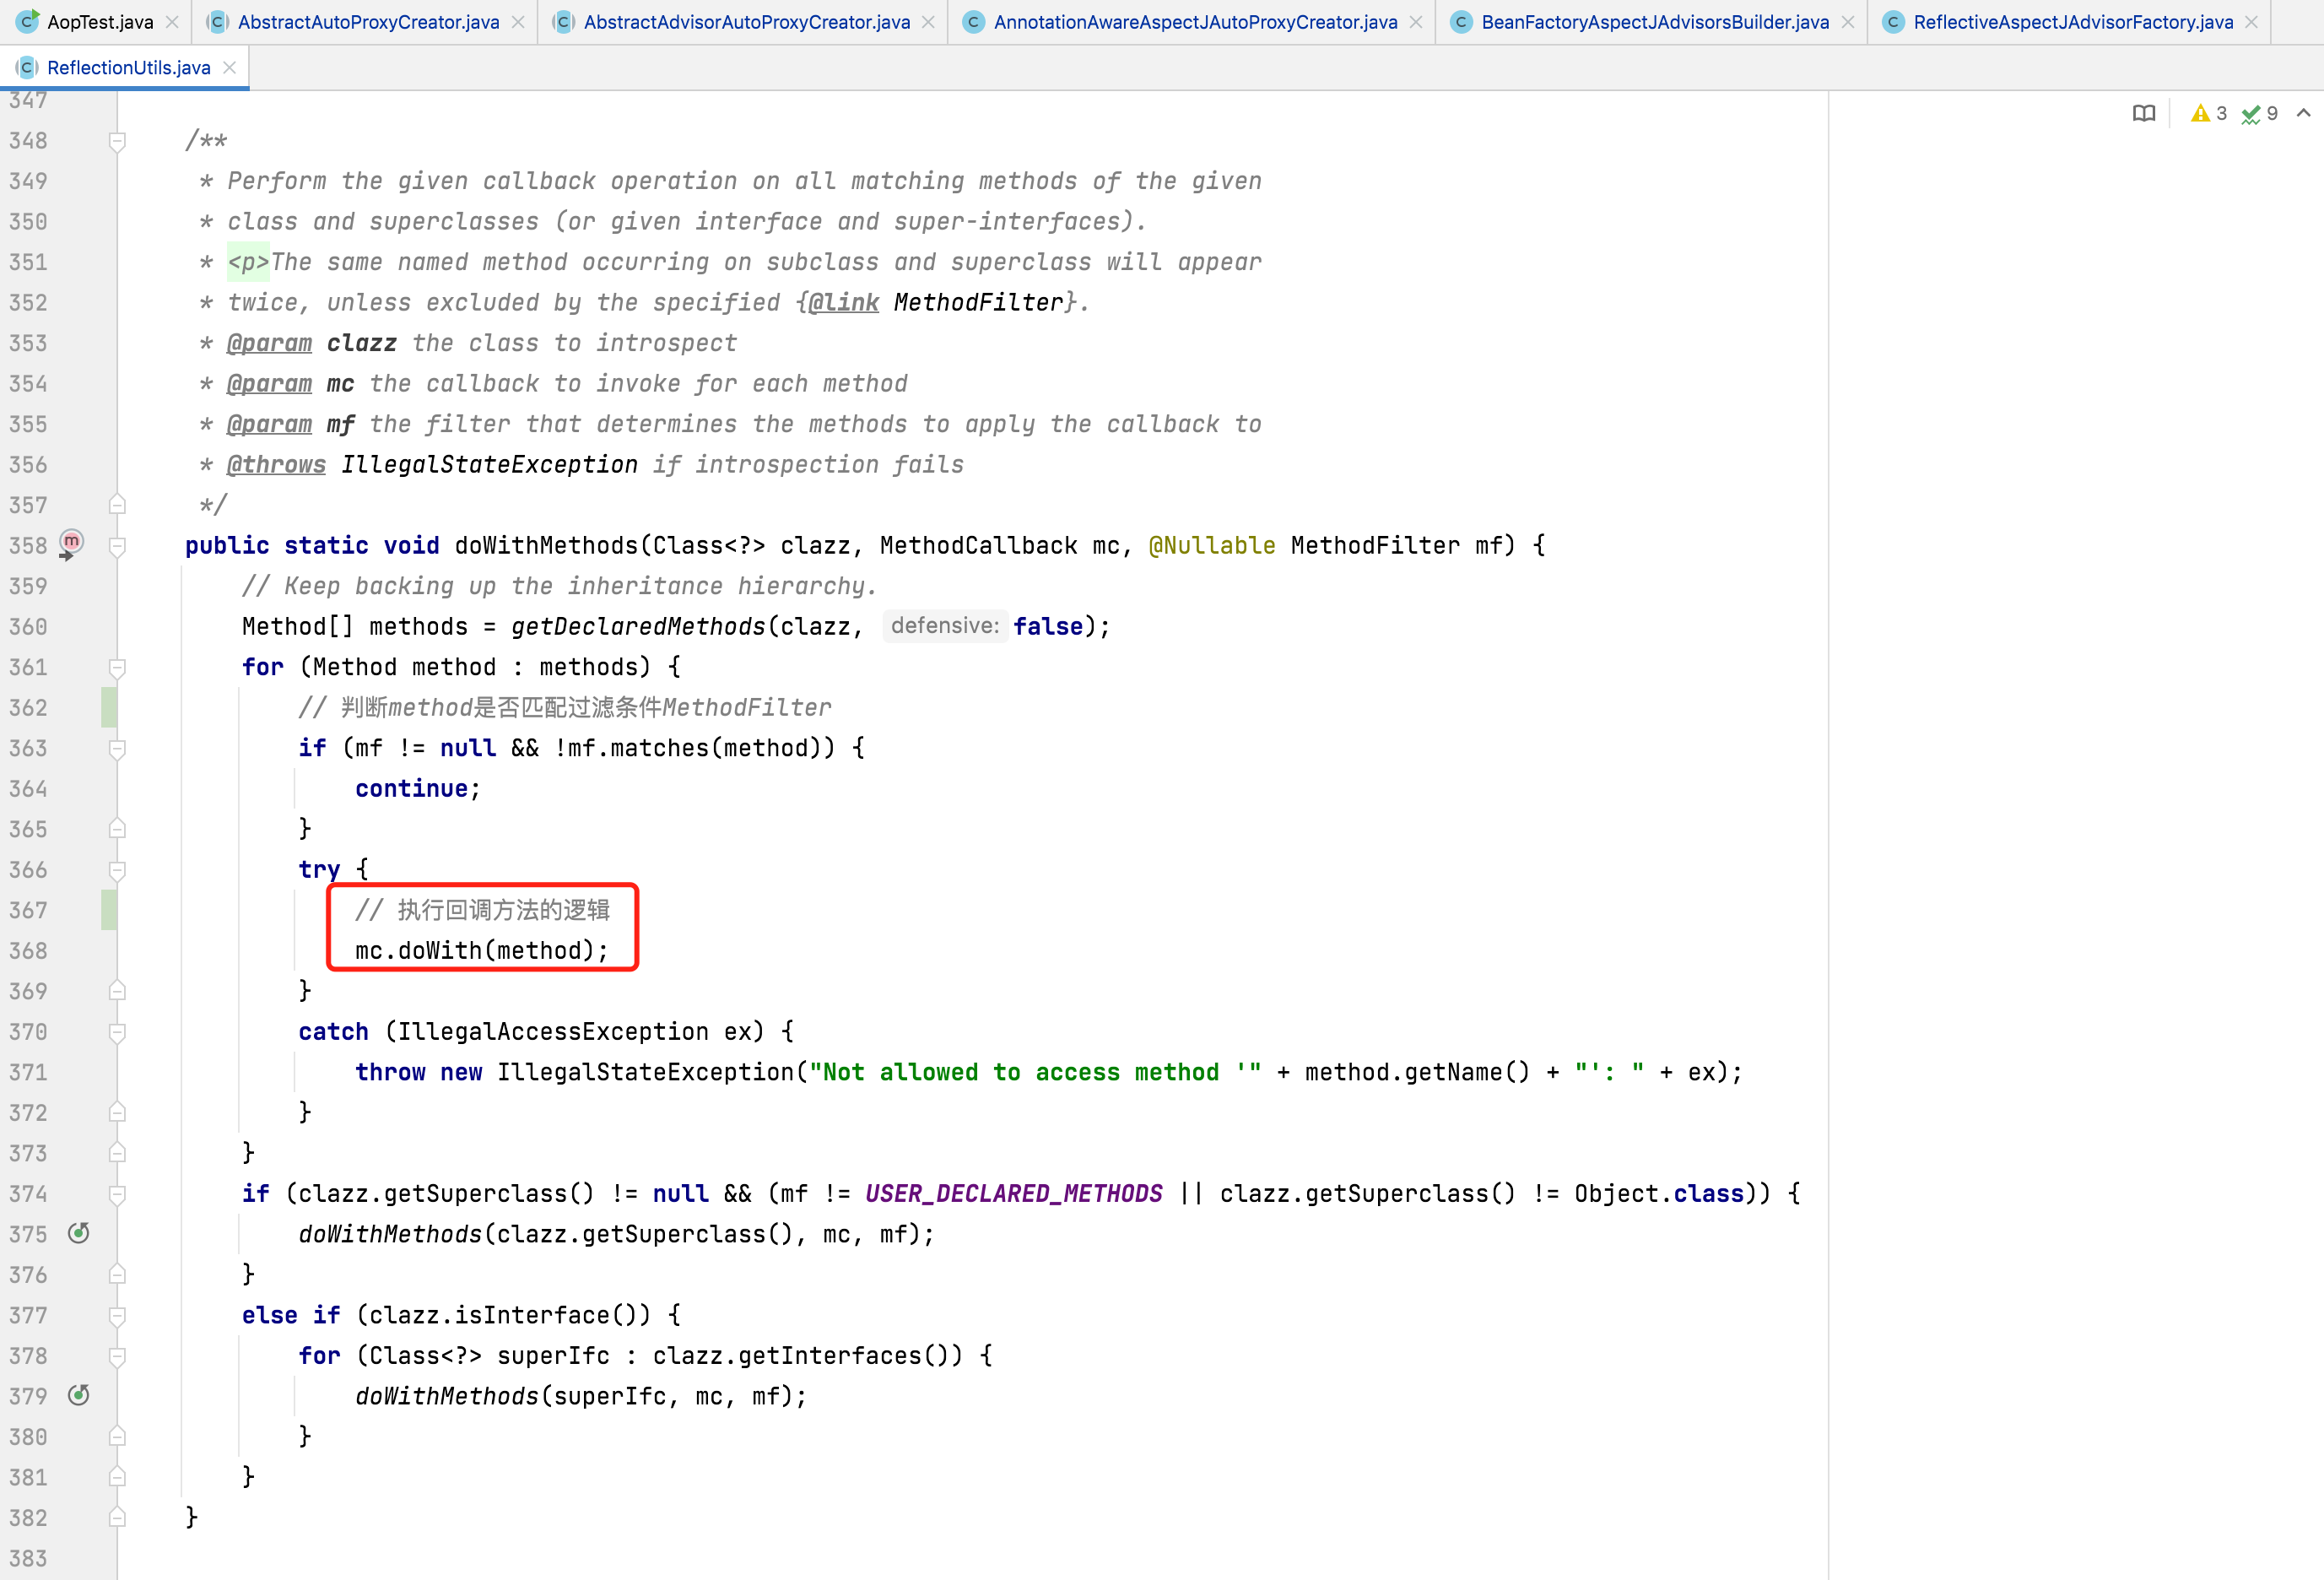 AopTest.java
AbstractAutoProxyCreator.java
AbstractAdvisorAutoProxyCreator.java
AnnotationAwareAspectJAutoProxyCreator.java
BeanFactoryAspectJAdvisorsBuilder.java
ReflectiveAspectJAdvisorFactory.java
ReflectionUtils.java
3 9
347
348 /**
349 * Perform the given callback operation on all matching methods of the given
350 * class and superclasses (or given interface and super-interfaces).
351 * <p>The same named method occurring on subclass and superclass will appear
352 * twice, unless excluded by the specified {@link MethodFilter}.
353 * @param clazz the class to introspect
354 * @param mc the callback to invoke for each method
355 * @param mf the filter that determines the methods to apply the callback to
356 * @throws IllegalStateException if introspection fails
357 */
358 public static void doWithMethods(Class<?> clazz, MethodCallback mc, @Nullable MethodFilter mf) {
359 // Keep backing up the inheritance hierarchy.
360 Method[] methods = getDeclaredMethods(clazz, defensive: false);
361 for (Method method : methods) {
362 // 判断method是否匹配过滤条件MethodFilter
363 if (mf != null && !mf.matches(method)) {
364 continue;
365 }
366 try {
367 // 执行回调方法的逻辑
368 mc.doWith(method);
369 }
370 catch (IllegalAccessException ex) {
371 throw new IllegalStateException("Not allowed to access method '" + method.getName() + "': " + ex);
372 }
373 }
374 if (clazz.getSuperclass() != null && (mf != USER_DECLARED_METHODS || clazz.getSuperclass() != Object.class)) {
375 doWithMethods(clazz.getSuperclass(), mc, mf);
376 }
377 else if (clazz.isInterface()) {
378 for (Class<?> superIfc : clazz.getInterfaces()) {
379 doWithMethods(superIfc, mc, mf);
380 }
381 }
382 }
383